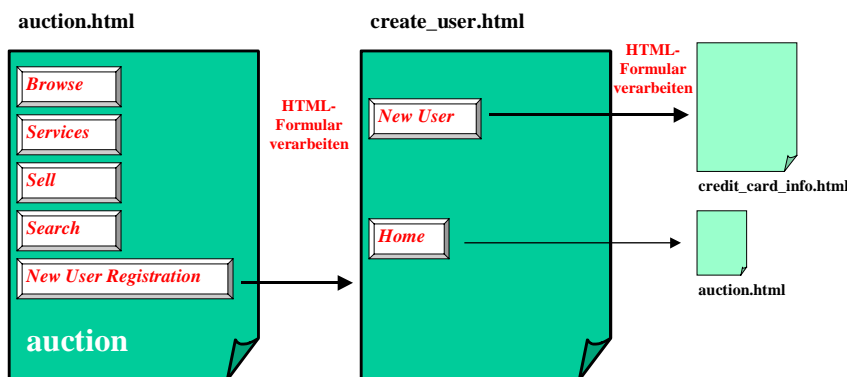 auction.html
Browse
Services
Sell
Search
New User Registration
auction
HTML-
Formular
verarbeiten
create_user.html
New User
Home
HTML-
Formular
verarbeiten
credit_card_info.html
auction.html